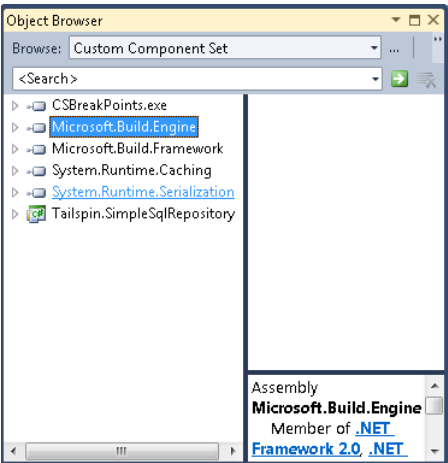 Object Browser
Browse: Custom Component Set ...
<Search>
CSBreakPoints.exe
Microsoft.Build.Engine
Microsoft.Build.Framework
System.Runtime.Caching
System.Runtime.Serialization
Tailspin.SimpleSqlRepository
Assembly
Microsoft.Build.Engine
Member of .NET
Framework 2.0, .NET